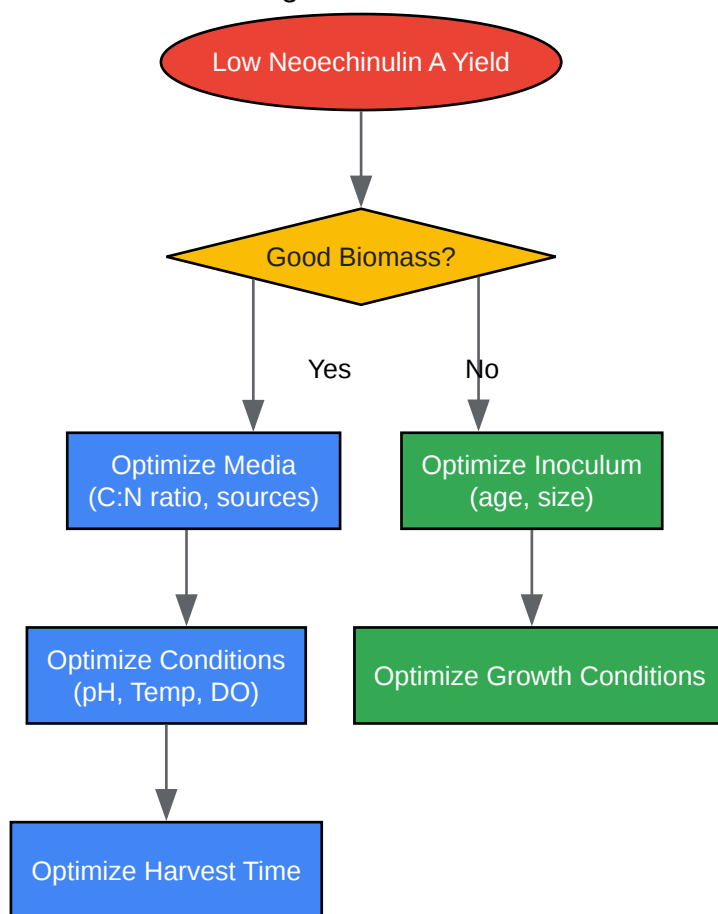 Low Neoechinulin A Yield
Good Biomass?
Yes
No
Optimize Media
(C:N ratio, sources)
Optimize Inoculum
(age, size)
Optimize Conditions
(pH, Temp, DO)
Optimize Growth Conditions
Optimize Harvest Time